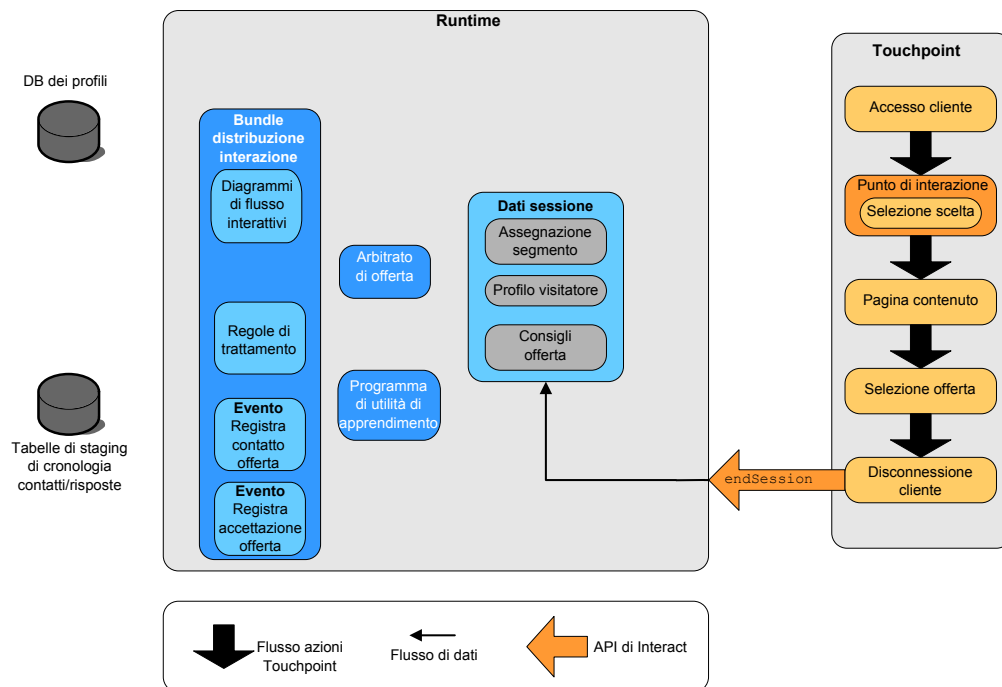 Runtime
Touchpoint
DB dei profili
Tabelle di staging
di cronologia
contatti/risposte
Bundle
distribuzione
interazione
Diagrammi
di flusso
interattivi
Regole di
trattamento
Evento
Registra
contatto
offerta
Evento
Registra
accettazione
offerta
Arbitrato
di offerta
Programma
di utilità di
apprendimento
Dati sessione
Assegnazione
segmento
Profilo visitatore
Consigli
offerta
Accesso cliente
Punto di interazione
Selezione scelta
Pagina contenuto
Selezione offerta
Disconnessione
cliente
endSession
Flusso azioni
Touchpoint
Flusso di dati
API di Interact